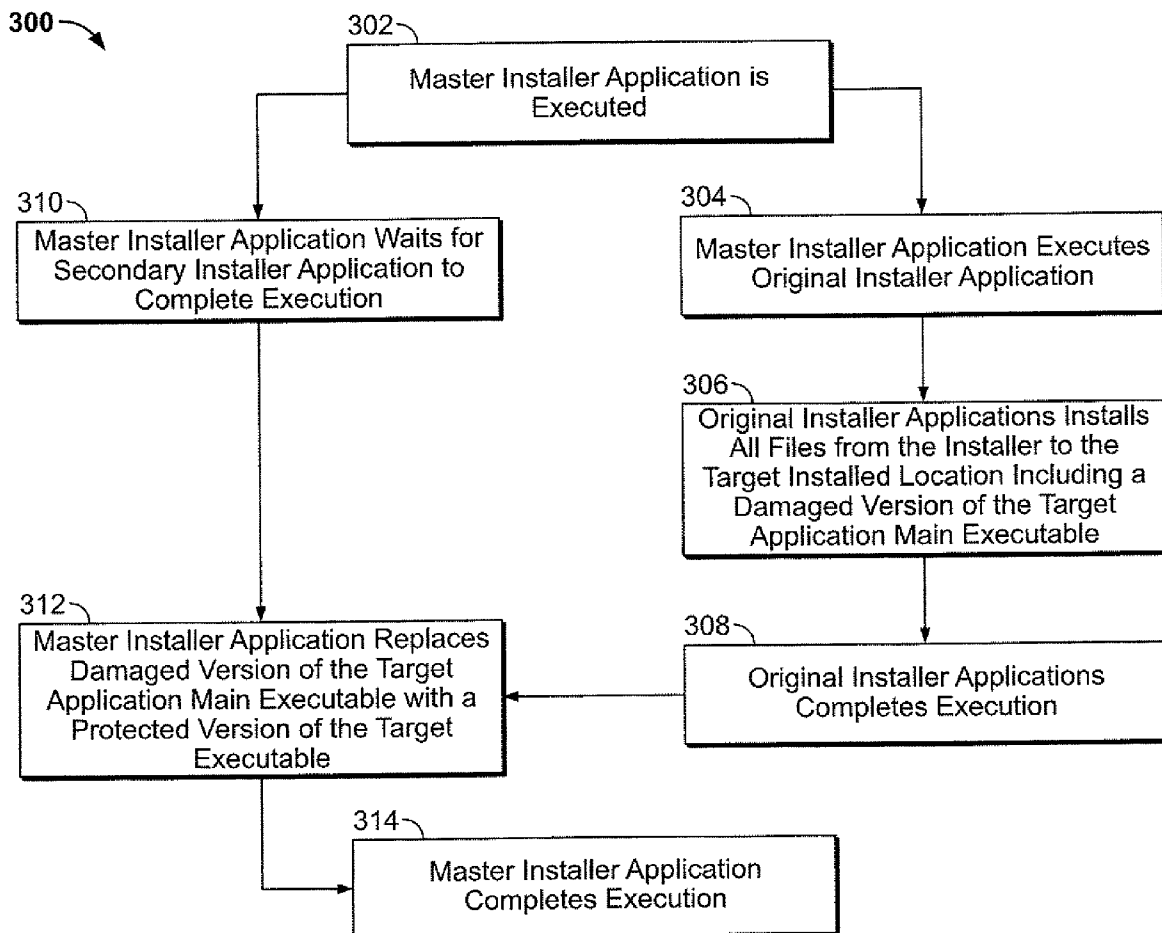 300
302
Master Installer Application is
Executed
310
Master Installer Application Waits for
Secondary Installer Application to
Complete Execution
304
Master Installer Application Executes
Original Installer Application
306
Original Installer Applications Installs
All Files from the Installer to the
Target Installed Location Including a
Damaged Version of the Target
Application Main Executable
312
Master Installer Application Replaces
Damaged Version of the Target
Application Main Executable with a
Protected Version of the Target
Executable
308
Original Installer Applications
Completes Execution
314
Master Installer Application
Completes Execution